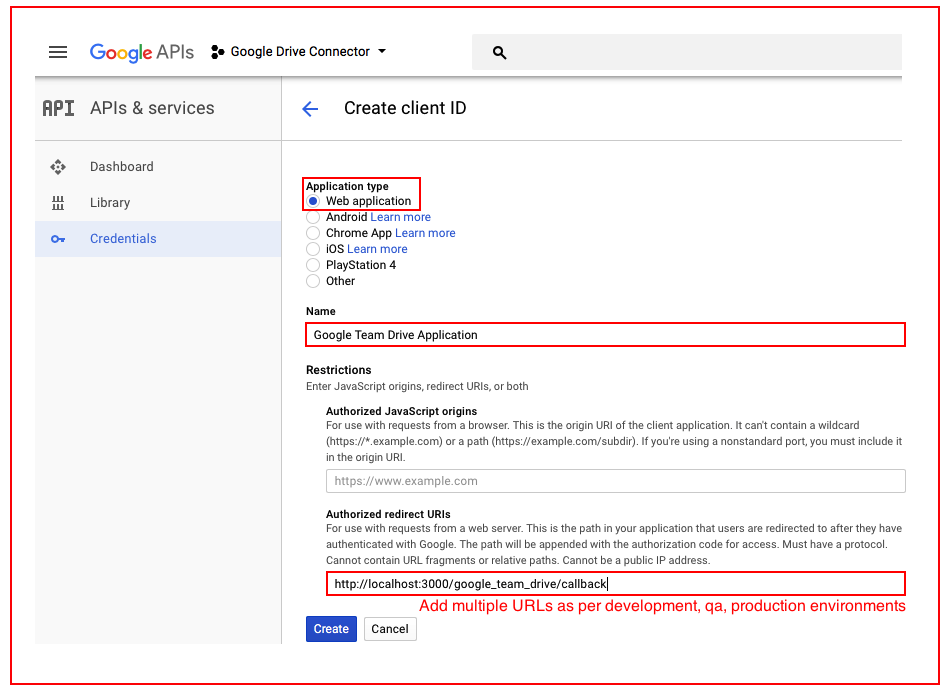 Google APIs
Google Drive Connector
API
APIs & services
Create client ID
Dashboard
Library
Credentials
Application type
Web application
Android Learn more
Chrome App Learn more
iOS Learn more
PlayStation 4
Other
Name
Google Team Drive Application
Restrictions
Enter JavaScript origins, redirect URIs, or both
Authorized JavaScript origins
For use with requests from a browser. This is the origin URI of the client application. It can't contain a wildcard
(https://*.example.com) or a path (https://example.com/subdir). If you're using a nonstandard port, you must include it
in the origin URI.
https://www.example.com
Authorized redirect URIs
For use with requests from a web server. This is the path in your application that users are redirected to after they have
authenticated with Google. The path will be appended with the authorization code for access. Must have a protocol.
Cannot contain URL fragments or relative paths. Cannot be a public IP address.
http://localhost:3000/google_team_drive/callback
Add multiple URLs as per development, qa, production environments
Create
Cancel